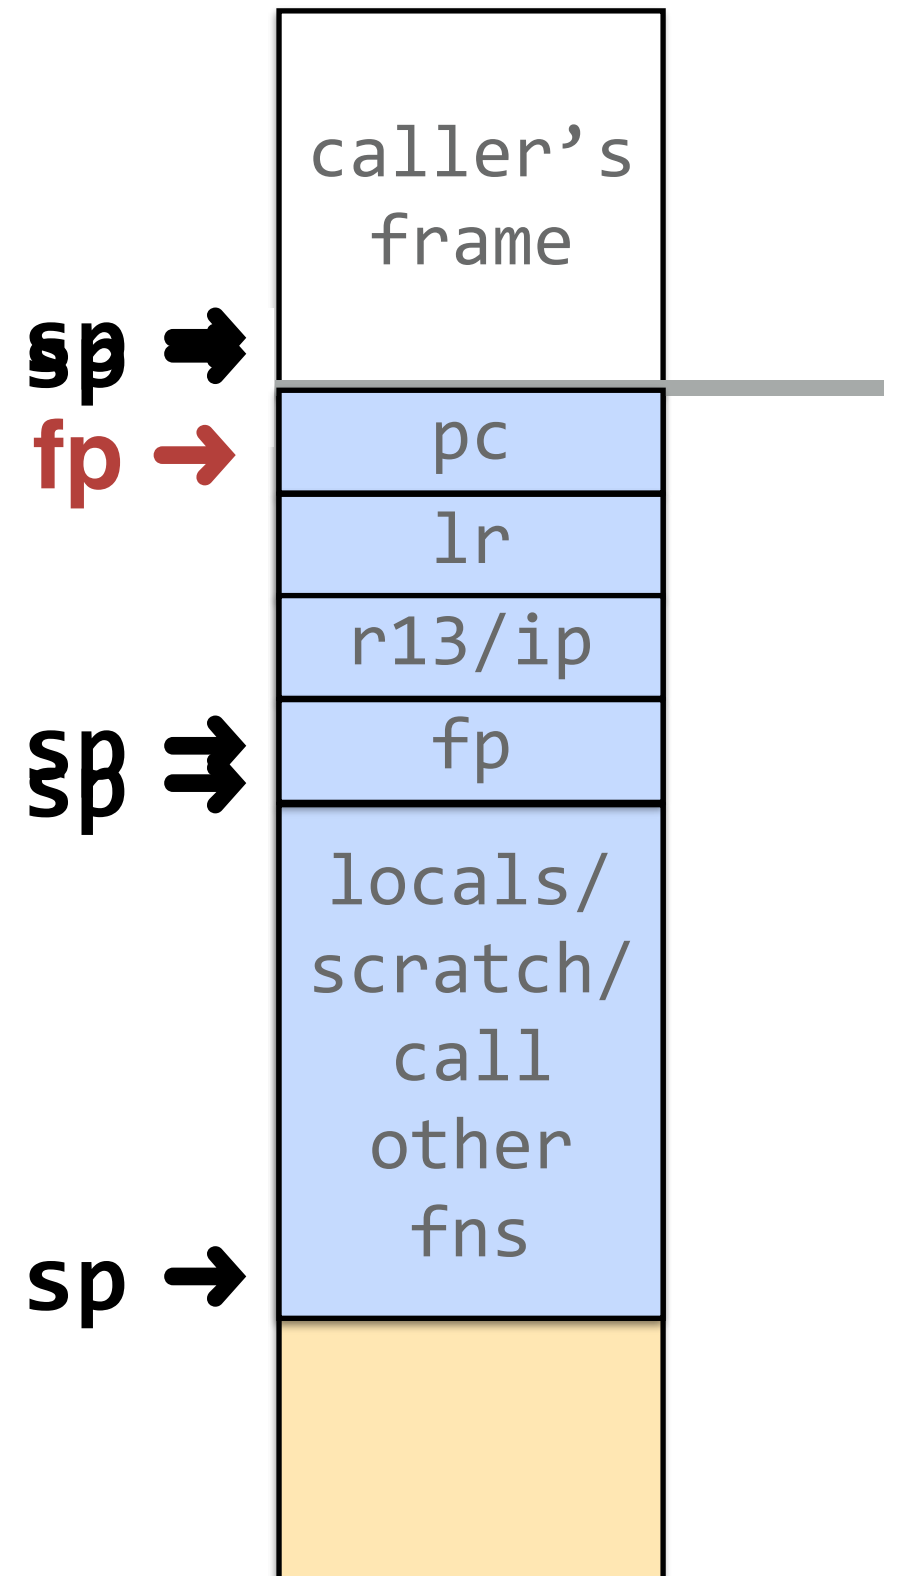 caller’s
frame
sp ➔
sp ➔
fp ➔
pc
lr
r13/ip
sp ➔
fp
sp ➔
locals/
scratch/
call
other
fns
sp ➔